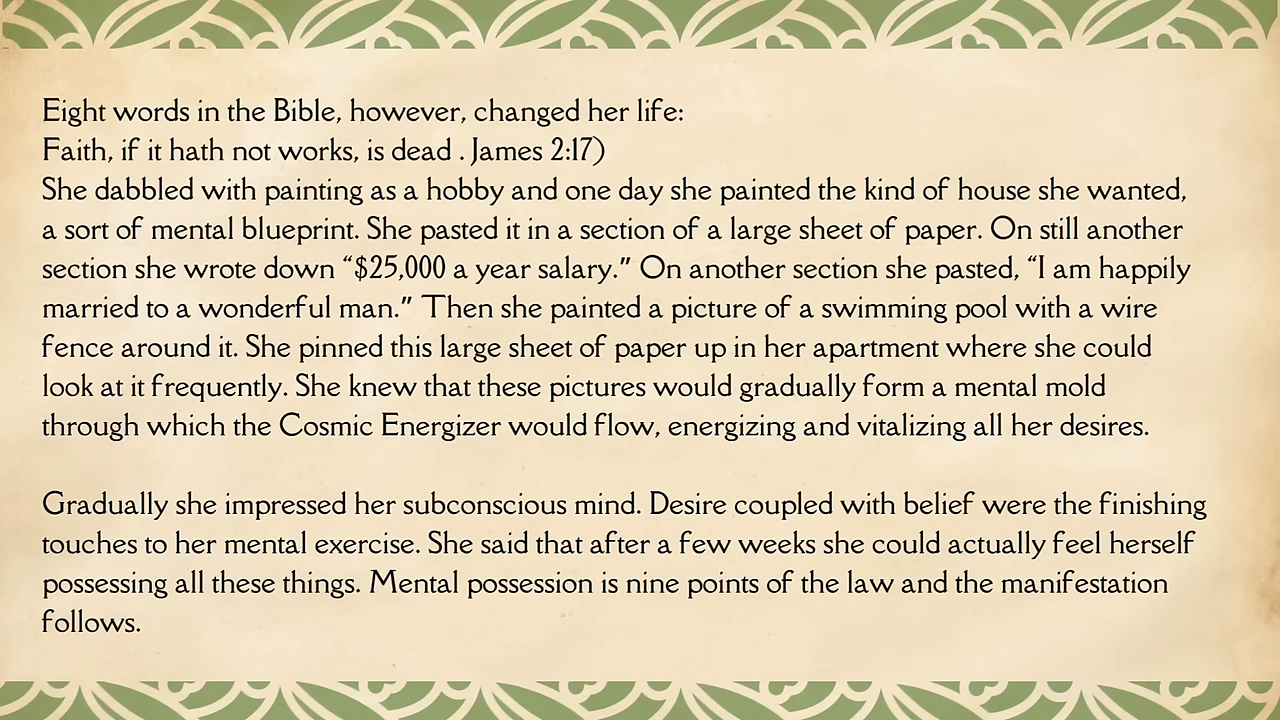 Eight words in the Bible, however, changed her life:
Faith, if it hath not works, is dead . James 2:17)
She dabbled with painting as a hobby and one day she painted the kind of house she wanted,
a sort of mental blueprint. She pasted it in a section of a large sheet of paper. On still another
section she wrote down “$25,000 a year salary.” On another section she pasted, “I am happily
married to a wonderful man.” Then she painted a picture of a swimming pool with a wire
fence around it. She pinned this large sheet of paper up in her apartment where she could
look at it frequently. She knew that these pictures would gradually form a mental mold
through which the Cosmic Energizer would flow, energizing and vitalizing all her desires.

Gradually she impressed her subconscious mind. Desire coupled with belief were the finishing
touches to her mental exercise. She said that after a few weeks she could actually feel herself
possessing all these things. Mental possession is nine points of the law and the manifestation
follows.